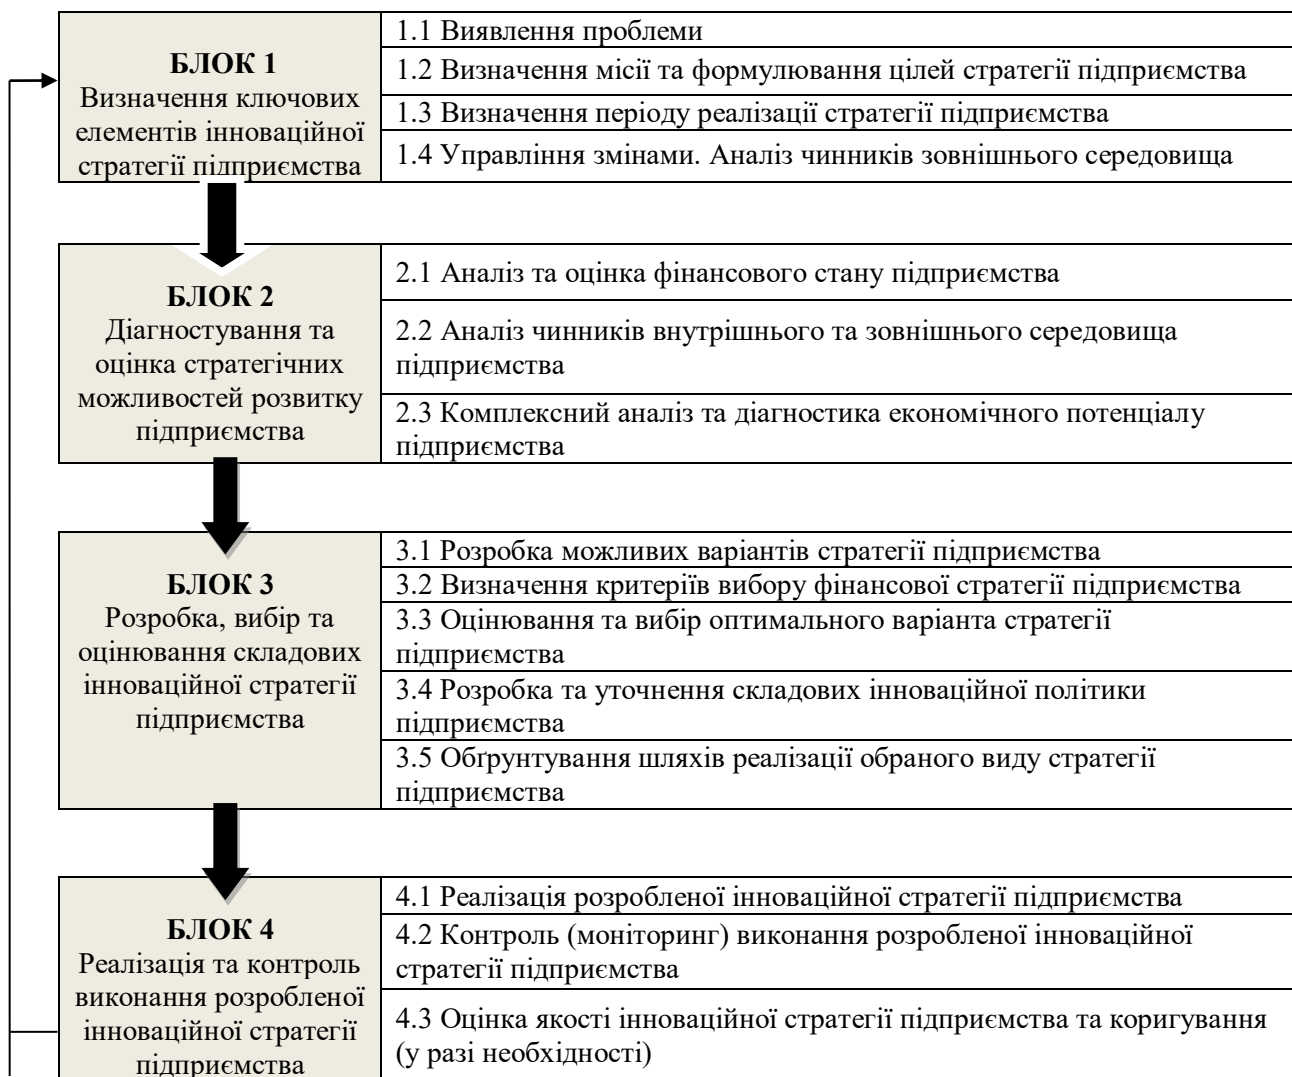 БЛОК 1
Визначення ключових
елементів інноваційної
стратегії підприємства
1.1 Виявлення проблеми
1.2 Визначення місії та формулювання цілей стратегії підприємства
1.3 Визначення періоду реалізації стратегії підприємства
1.4 Управління змінами. Аналіз чинників зовнішнього середовища
БЛОК 2
Діагностування та
оцінка стратегічних
можливостей розвитку
підприємства
2.1 Аналіз та оцінка фінансового стану підприємства
2.2 Аналіз чинників внутрішнього та зовнішнього середовища
підприємства
2.3 Комплексний аналіз та діагностика економічного потенціалу
підприємства
БЛОК 3
Розробка, вибір та
оцінювання складових
інноваційної стратегії
підприємства
3.1 Розробка можливих варіантів стратегії підприємства
3.2 Визначення критеріїв вибору фінансової стратегії підприємства
3.3 Оцінювання та вибір оптимального варіанта стратегії
підприємства
3.4 Розробка та уточнення складових інноваційної політики
підприємства
3.5 Обґрунтування шляхів реалізації обраного виду стратегії
підприємства
БЛОК 4
Реалізація та контроль
виконання розробленої
інноваційної стратегії
підприємства
4.1 Реалізація розробленої інноваційної стратегії підприємства
4.2 Контроль (моніторинг) виконання розробленої інноваційної
стратегії підприємства
4.3 Оцінка якості інноваційної стратегії підприємства та коригування
(у разі необхідності)